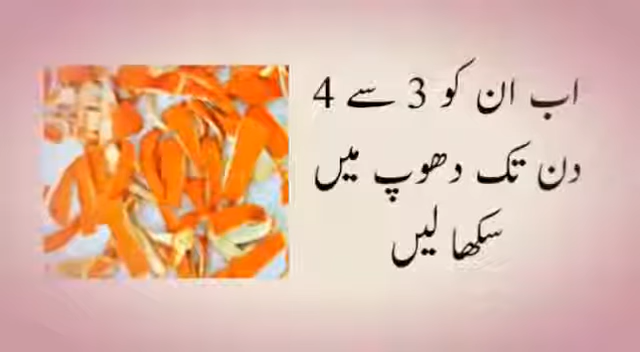 اب ان کو 3 سے 4
دن تک دھوپ میں
سکھا لیں